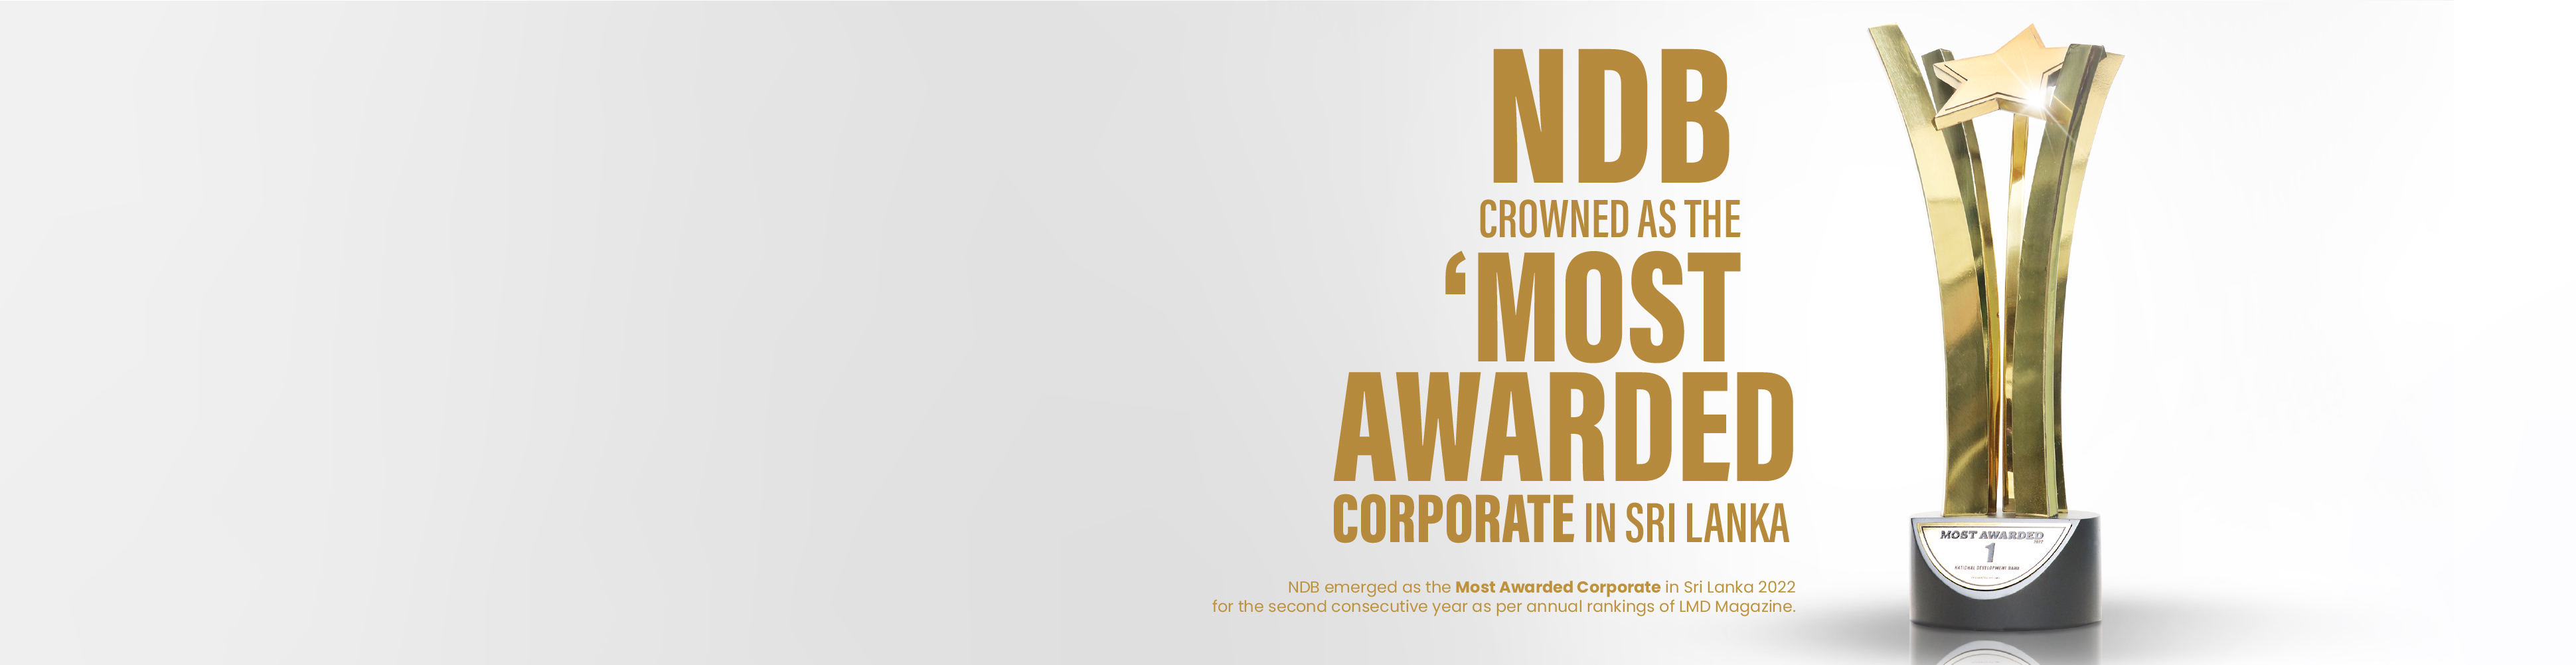 NDB
CROWNED AS THE
‘MOST
AWARDED
CORPORATE IN SRI LANKA
NDB emerged as the Most Awarded Corporate in Sri Lanka 2022
for the second consecutive year as per annual rankings of LMD Magazine.
MOST AWARDED
1
NATIONAL DEVELOPMENT BANK